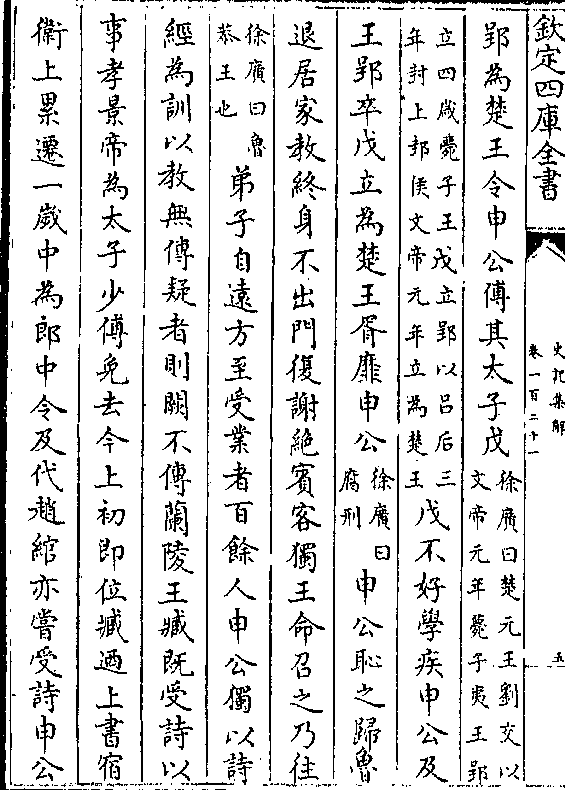 欽定四庫全書
史記集解
卷一百二十一
五
郢為楚王令申公傅其太子戊徐廣曰楚元王劉交以文帝元年薨子夷王郢
立四歲薨子王戊立郢以呂后三年封上邽侯文帝元年立為楚王戊不好學疾申公及
王郢卒戊立為楚王胥靡申公徐廣曰腐刑申公恥之歸魯
退居家教終身不出門復謝絕賓客獨王命召之乃往
徐廣曰魯恭王也弟子自遠方至受業者百餘人申公獨以詩
經為訓以教無傳疑者則闕不傳蘭陵王臧既受詩以
事孝景帝為太子少傅免去今上初即位臧迺上書宿
衛上累遷一歲中為郎中令及代趙綰亦嘗受詩申公